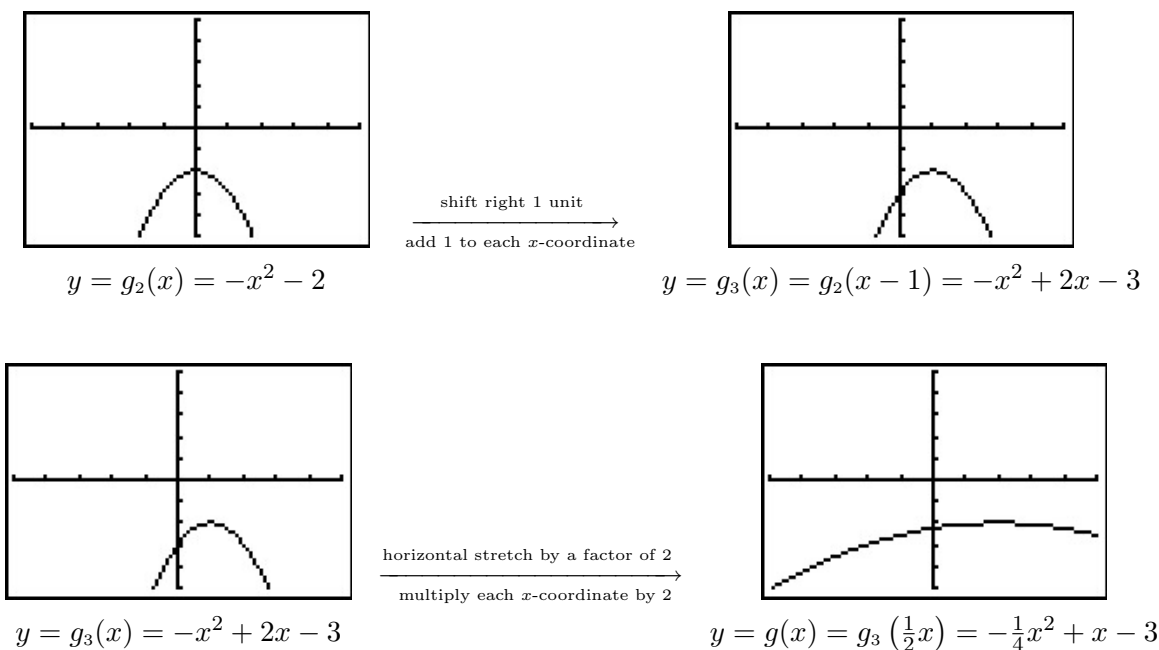 shift right 1 unit
add 1 to each x-coordinate
y = g₂(x) = −x² − 2
y = g₃(x) = g₂(x − 1) = −x² + 2x − 3
horizontal stretch by a factor of 2
multiply each x-coordinate by 2
y = g₃(x) = −x² + 2x − 3
y = g(x) = g₃(½x) = −¼x² + x − 3